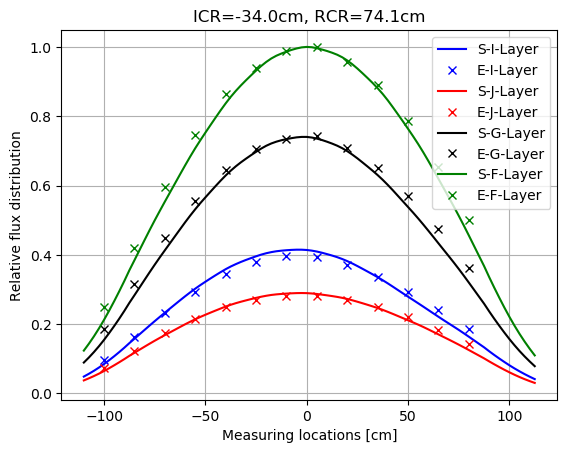 ICR=-34.0cm, RCR=74.1cm
1.0
0.8
0.6
0.4
0.2
0.0
Relative flux distribution
S-I-Layer
E-I-Layer
S-J-Layer
E-J-Layer
S-G-Layer
E-G-Layer
S-F-Layer
E-F-Layer
−100
−50
0
50
100
Measuring locations [cm]